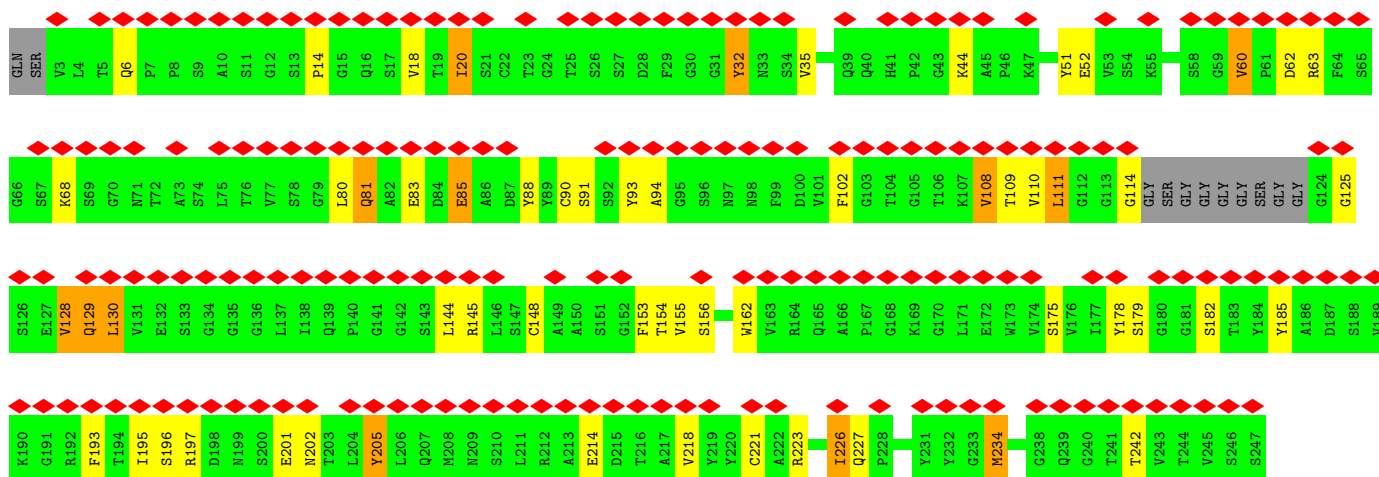 GLN SER V3 L4 T5 Q6 P7 P8 S9 A10 S11 G12 S13 P14 G15 Q16 S17 V18 T19 I20 S21 C22 T23 G24 T25 S26 S27 D28 F29 G30 G31 Y32 N33 S34 V35 Q39 Q40 H41 P42 G43 K44 A45 P46 K47 Y51 E52 V53 S54 K55 S58 G59 V60 P61 D62 R63 F64 S65
G66 S67 K68 S69 G70 N71 T72 A73 S74 L75 T76 V77 S78 G79 L80 Q81 A82 E83 D84 E85 A86 D87 Y88 Y89 C90 S91 S92 Y93 A94 G95 S96 N97 N98 F99 D100 V101 F102 G103 T104 G105 T106 K107 V108 T109 V110 L111 G112 G113 G114 GLY SER GLY GLY GLY GLY SER GLY GLY G124 G125
S126 E127 V128 Q129 L130 V131 E132 S133 G134 G135 G136 L137 I138 Q139 P140 G141 G142 S143 L144 R145 L146 S147 C148 A149 A150 S151 G152 F153 T154 V155 S156 W162 V163 R164 Q165 A166 P167 G168 K169 G170 L171 E172 W173 V174 S175 V176 I177 Y178 S179 G180 G181 S182 T183 Y184 Y185 A186 D187 S188 V189
K190 G191 R192 F193 T194 I195 S196 R197 D198 N199 S200 E201 N202 T203 L204 Y205 L206 Q207 M208 N209 S210 L211 R212 A213 E214 D215 T216 A217 V218 Y219 Y220 C221 A222 R223 I226 Q227 P228 Y231 Y232 G233 M234 G238 Q239 G240 T241 T242 V243 T244 V245 S246 S247